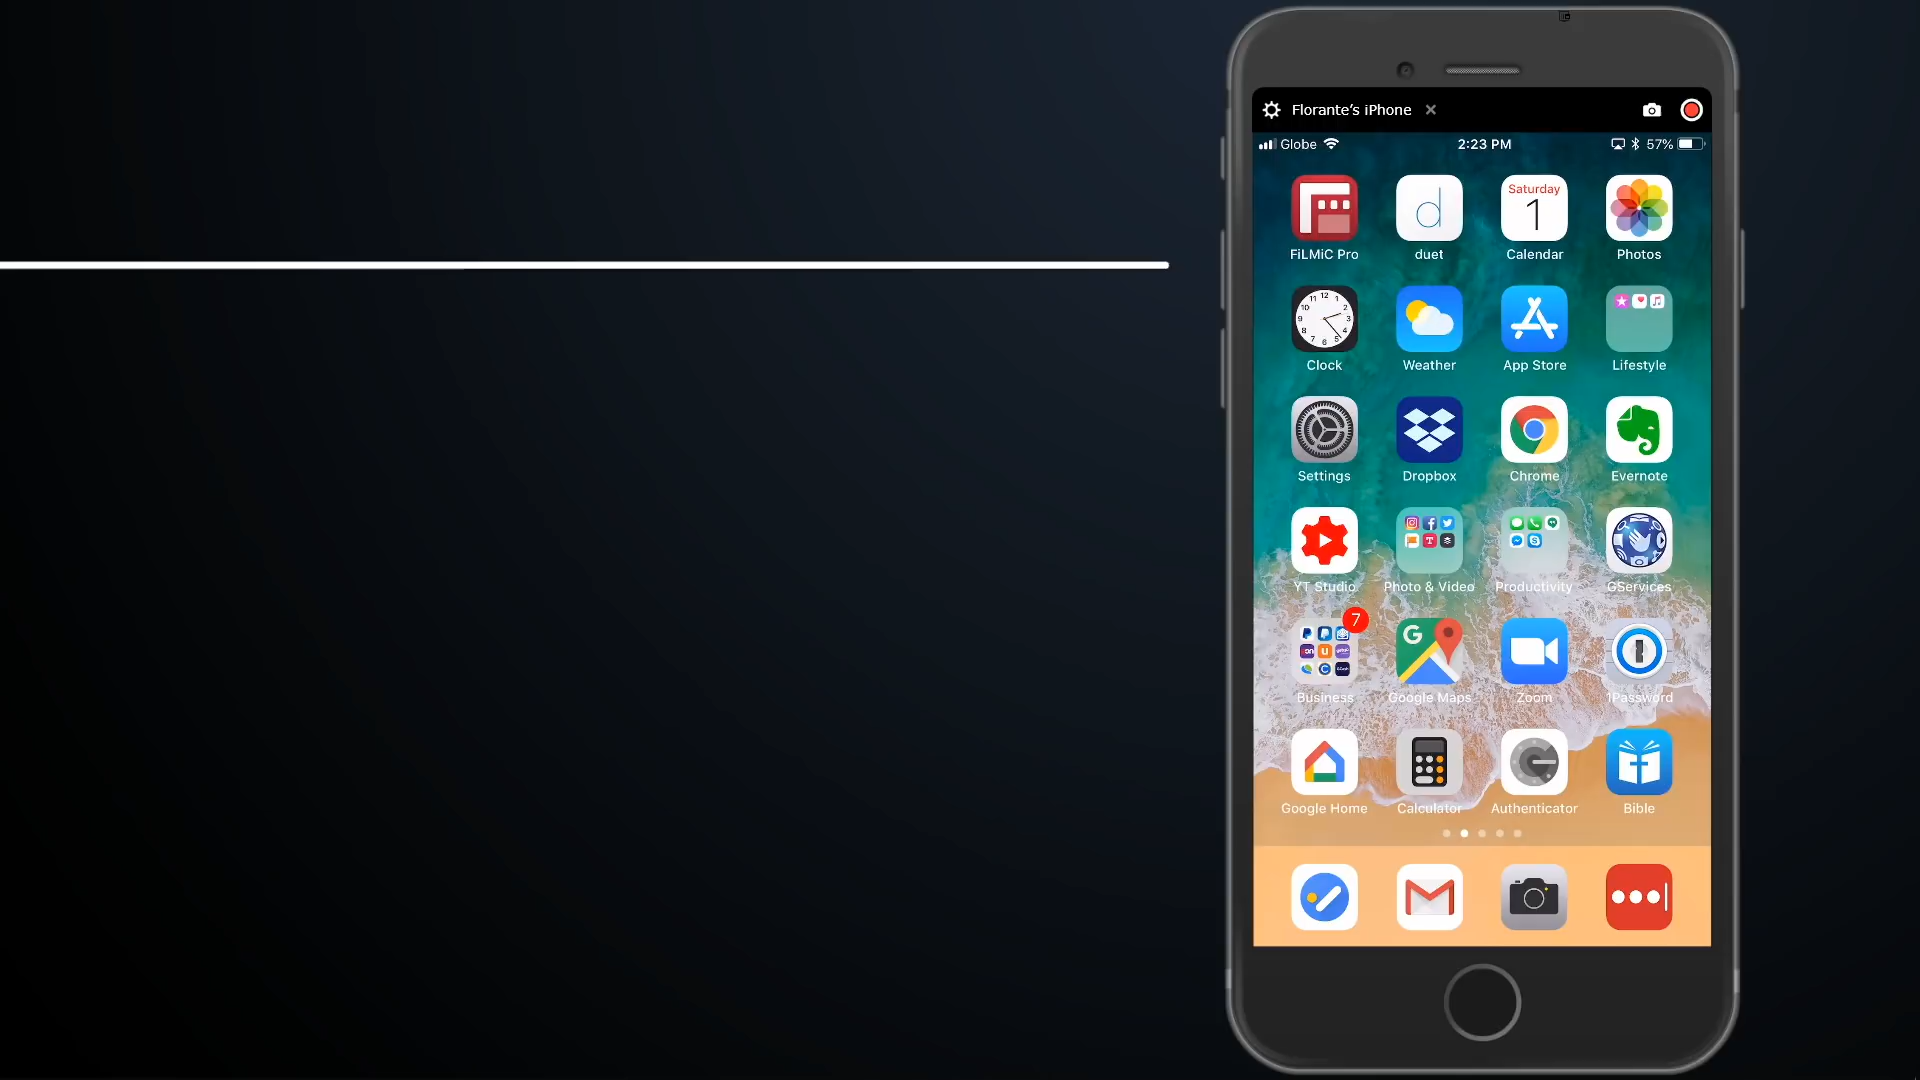 Florante's iPhone
Globe 2:23 PM 57%
Saturday
1
FiLMiC Pro duet Calendar Photos
Clock Weather App Store Lifestyle
Settings Dropbox Chrome Evernote
YT Studio Photo & Video Productivity GServices
7
G
Business Google Maps Zoom 1Password
Google Home Calculator Authenticator Bible